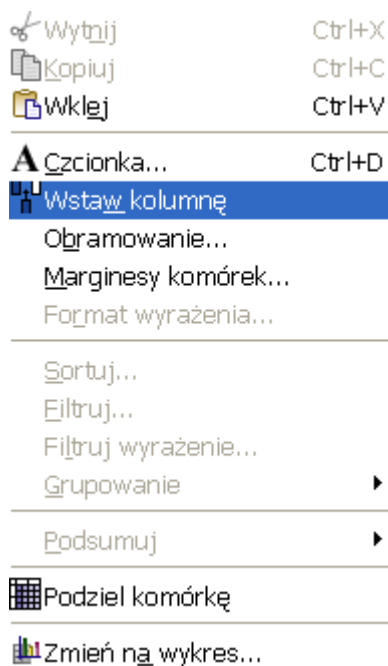 Wytnij Ctrl+X
Kopiuj Ctrl+C
Wklej Ctrl+V
Czcionka... Ctrl+D
Wstaw kolumnę
Obramowanie...
Marginesy komórek...
Format wyrażenia...
Sortuj...
Filtruj...
Filtruj wyrażenie...
Grupowanie
Podsumuj
Podziel komórkę
Zmień na wykres...